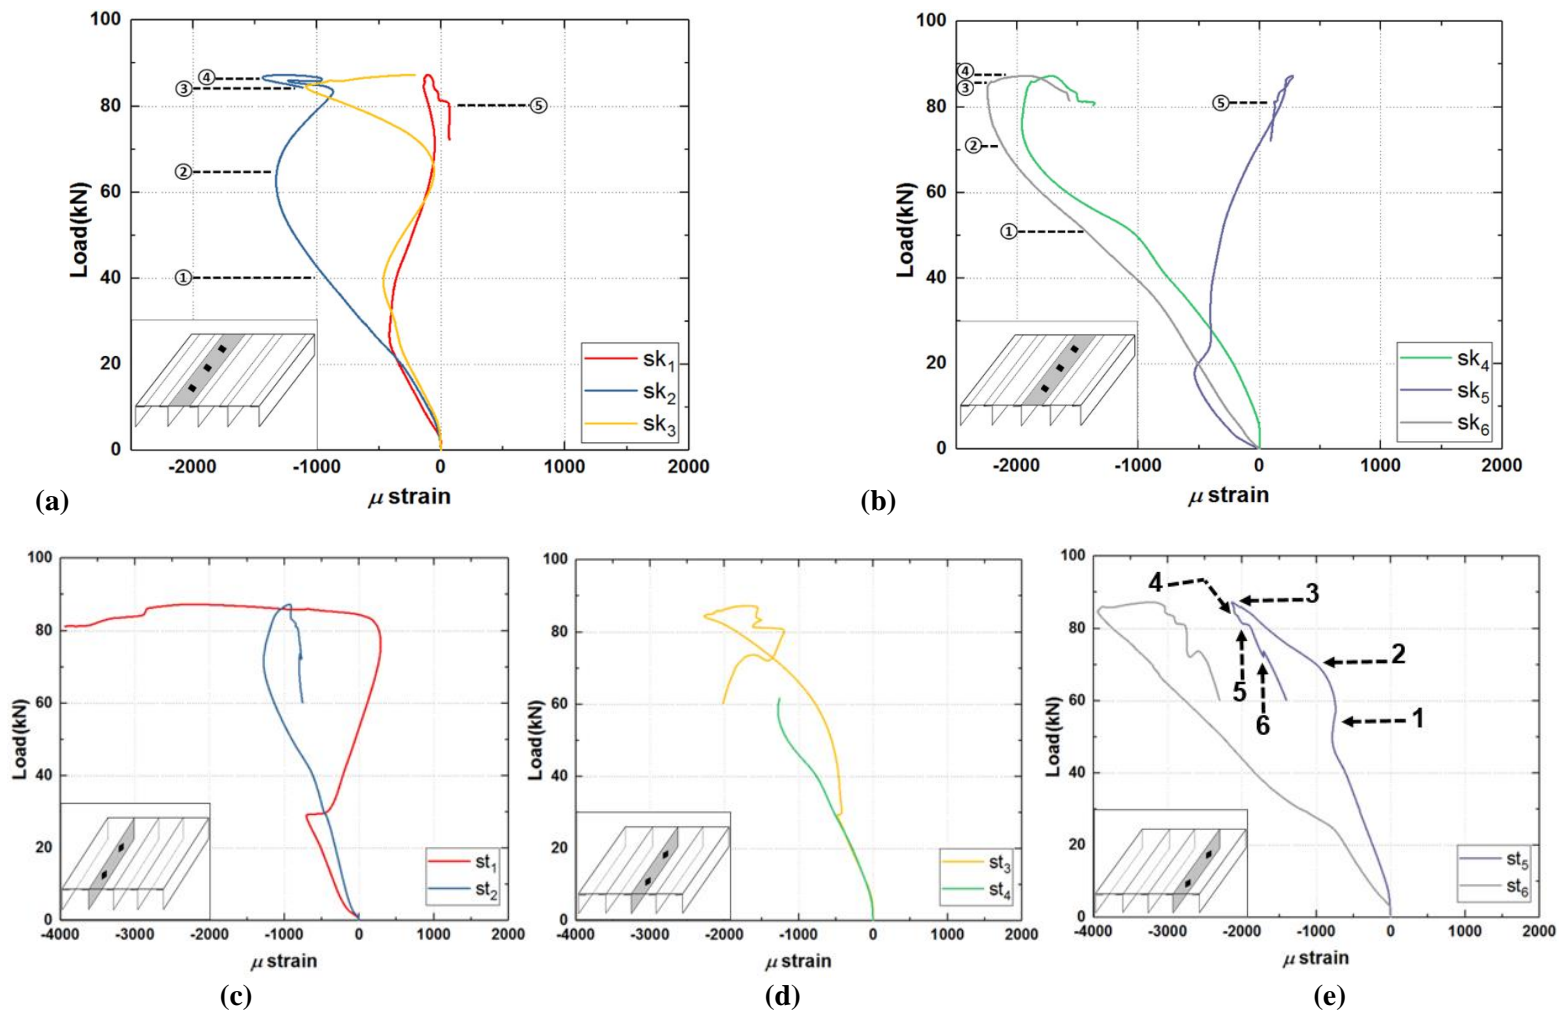 100
80
60
40
20
0
Load(kN)
④
③
②
①
⑤
sk1
sk2
sk3
-2000
-1000
0
1000
2000
μ strain
(a)
100
80
60
40
20
0
Load(kN)
④
③
②
①
⑤
sk4
sk5
sk6
-2000
-1000
0
1000
2000
μ strain
(b)
100
80
60
40
20
0
Load(kN)
st1
st2
-4000
-3000
-2000
-1000
0
1000
2000
μ strain
(c)
100
80
60
40
20
0
Load(kN)
st3
st4
-4000
-3000
-2000
-1000
0
1000
2000
μ strain
(d)
100
80
60
40
20
0
Load(kN)
4
3
2
5
6
1
st5
st6
-4000
-3000
-2000
-1000
0
1000
2000
μ strain
(e)